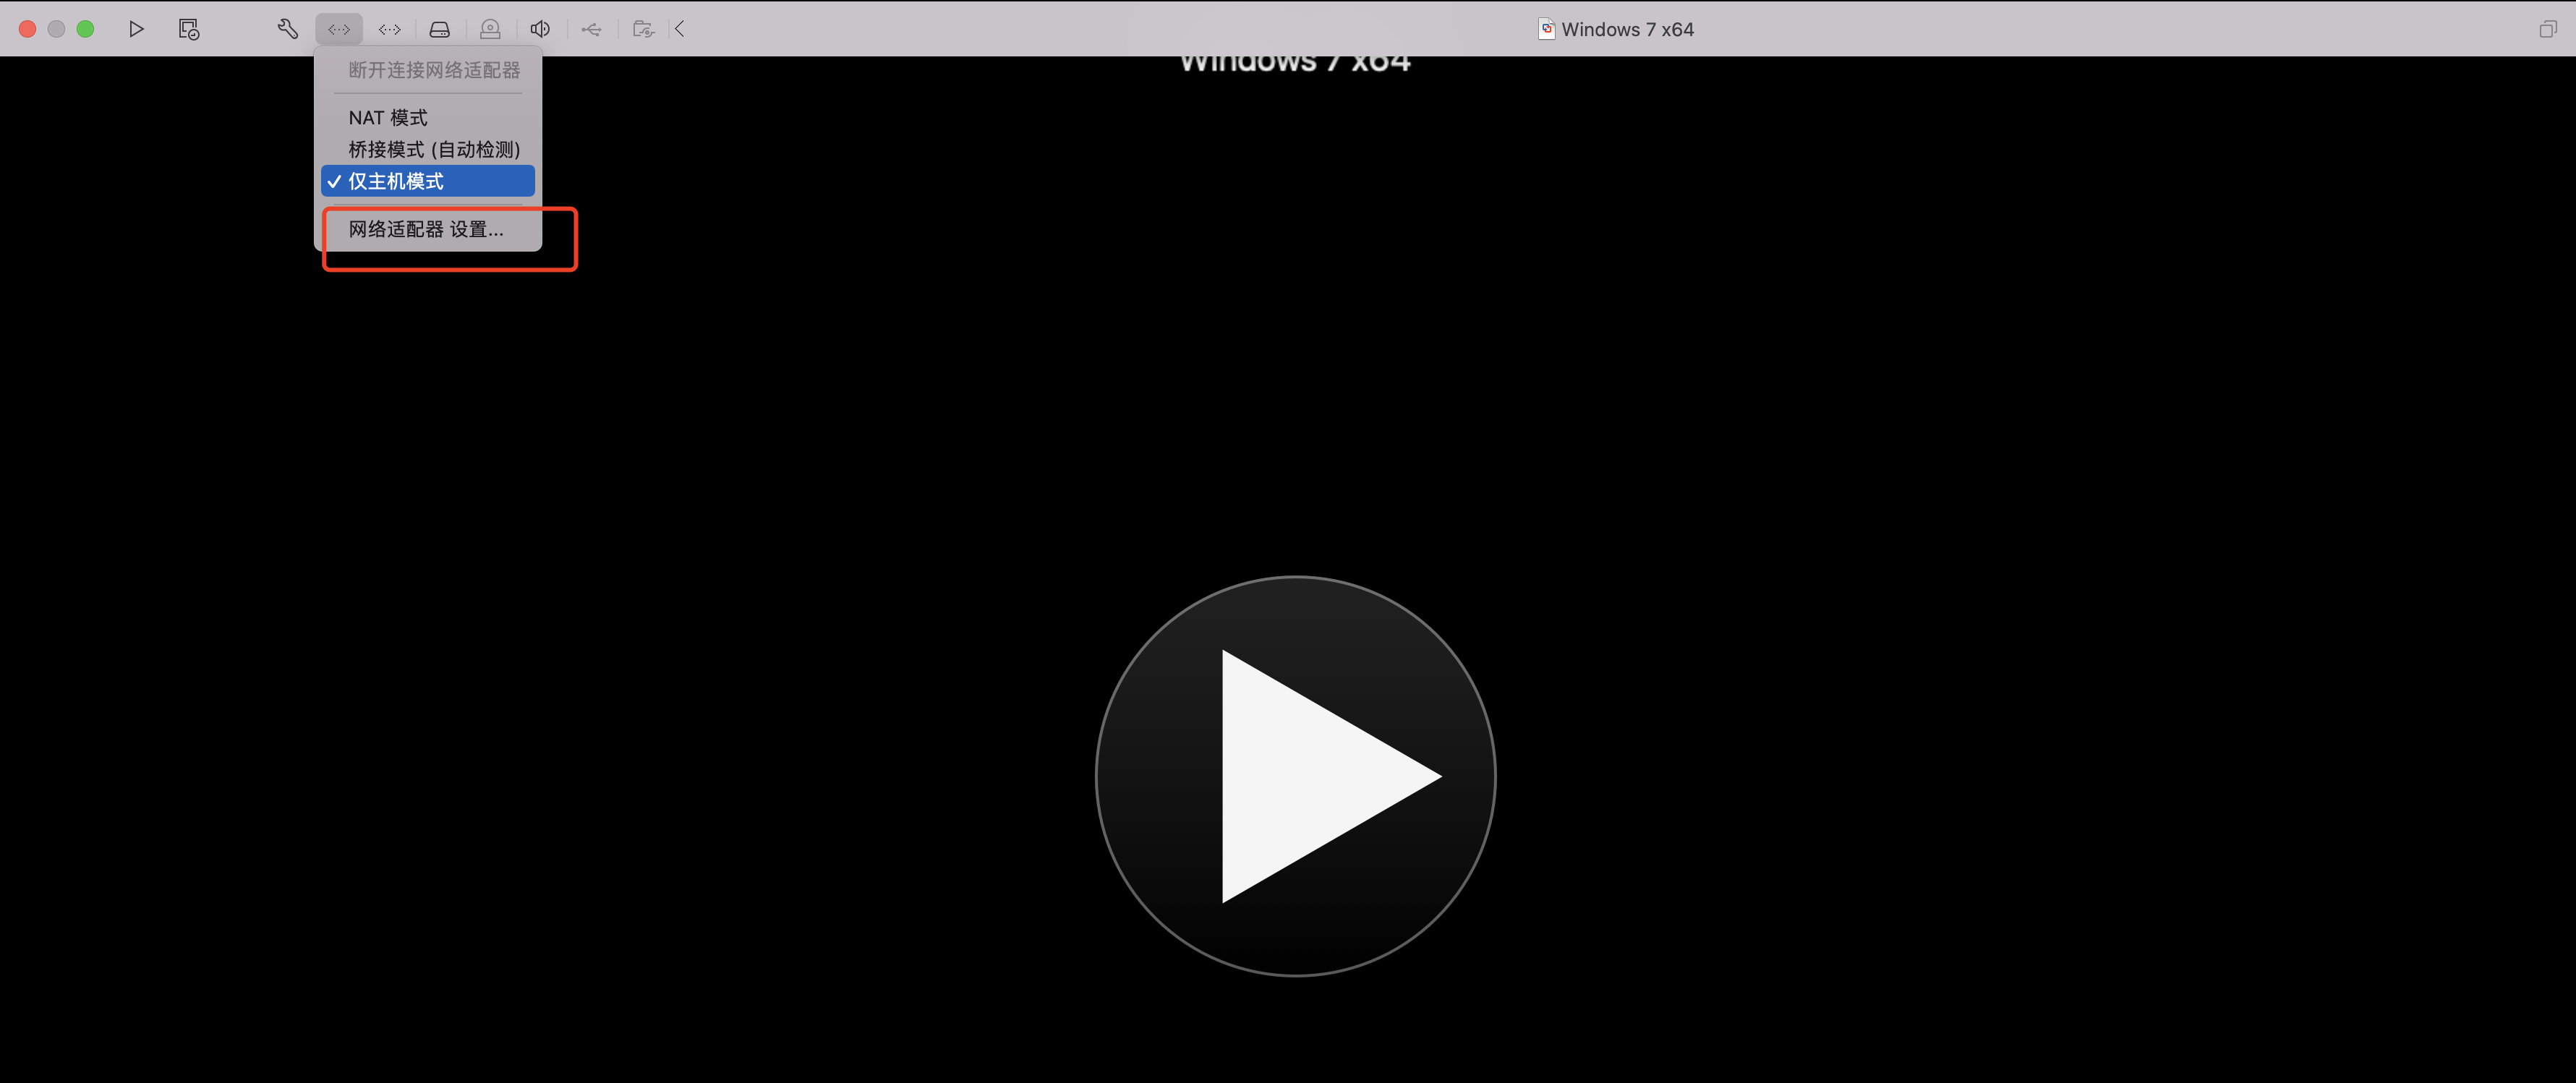 Windows 7 x64
Windows 7 x64
断开连接网络适配器
NAT 模式
桥接模式 (自动检测)
仅主机模式
网络适配器 设置...